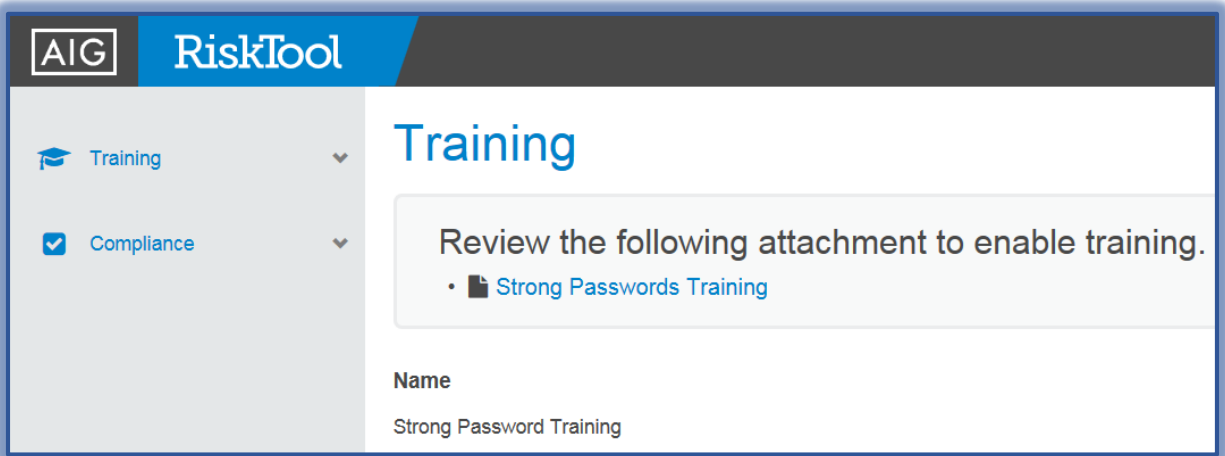 AIG RiskTool
Training
Compliance
Training
Review the following attachment to enable training.
• Strong Passwords Training
Name
Strong Password Training